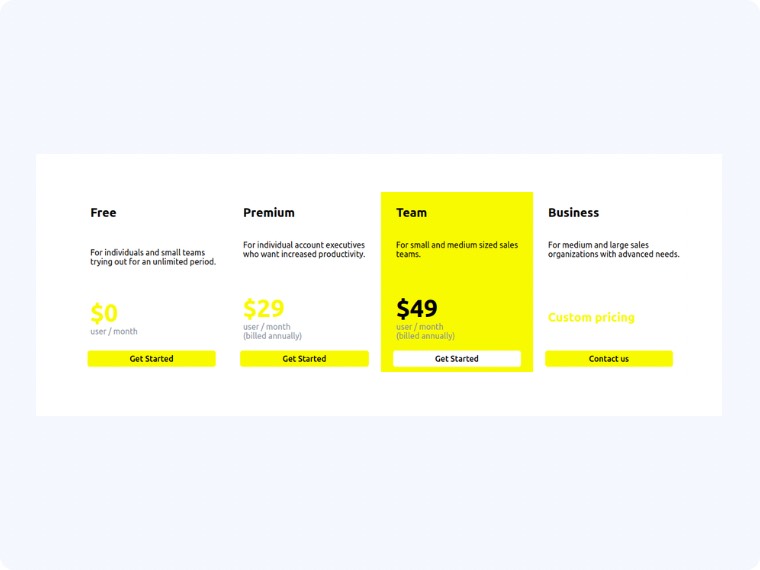 Free
For individuals and small teams
trying out for an unlimited period.
$0
user / month
Get Started
Premium
For individual account executives
who want increased productivity.
$29
user / month
(billed annually)
Get Started
Team
For small and medium sized sales
teams.
$49
user / month
(billed annually)
Get Started
Business
For medium and large sales
organizations with advanced needs.
Custom pricing
Contact us